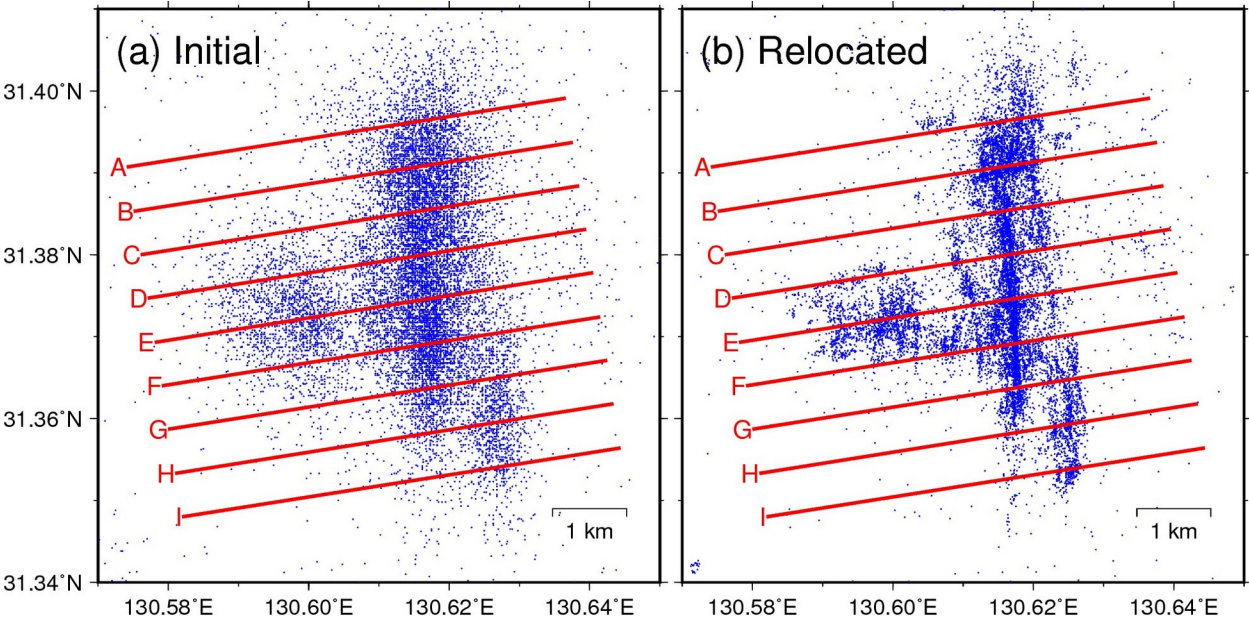 (a) Initial
(b) Relocated
31.40°N
31.38°N
31.36°N
31.34°N
A
B
C
D
E
F
G
H
I
A
B
C
D
E
F
G
H
I
1 km
1 km
130.58°E 130.60°E 130.62°E 130.64°E
130.58°E 130.60°E 130.62°E 130.64°E